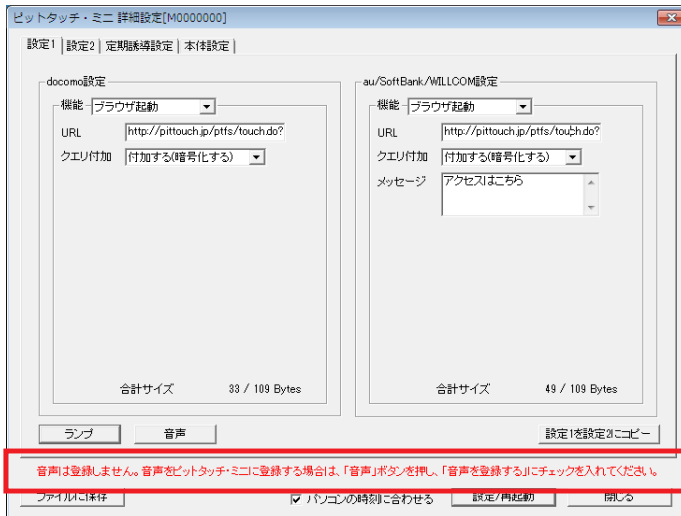 ピットタッチ・ミニ 詳細設定[M0000000]
設定1 設定2 定期誘導設定 本体設定
docomo設定
機能 ブラウザ起動
URL http://pittouch.jp/ptfs/touch.do?
クエリ付加 付加する(暗号化する)
合計サイズ 33 / 109 Bytes
au/SoftBank/WILLCOM設定
機能 ブラウザ起動
URL http://pittouch.jp/ptfs/touch.do?
クエリ付加 付加する(暗号化する)
メッセージ アクセスはこちら
合計サイズ 49 / 109 Bytes
ランプ 音声 設定1を設定2にコピー
音声は登録しません。音声をピットタッチ・ミニに登録する場合は、「音声」ボタンを押し、「音声を登録する」にチェックを入れてください。
ファイルに保存 パソコンの時刻に合わせる 設定/再起動 閉じる